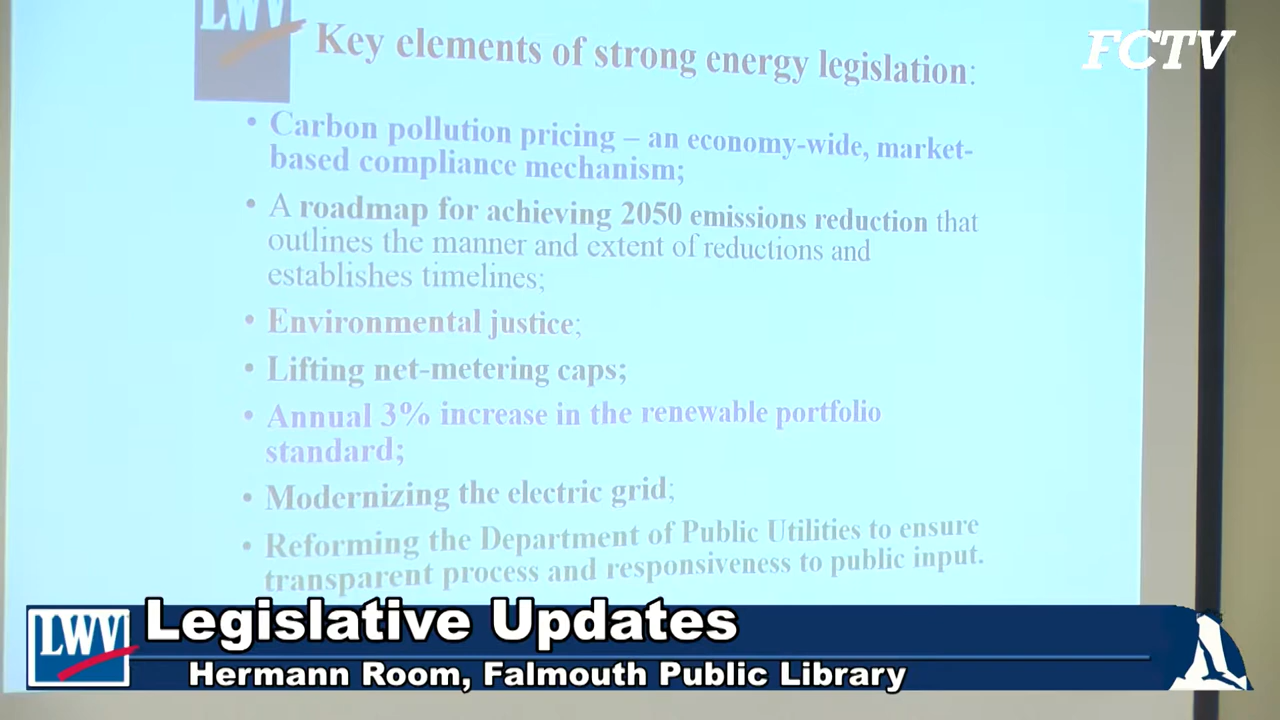 LWV
FCTV
Key elements of strong energy legislation:
• Carbon pollution pricing – an economy-wide, market-
based compliance mechanism;
• A roadmap for achieving 2050 emissions reduction that
outlines the manner and extent of reductions and
establishes timelines;
• Environmental justice;
• Lifting net-metering caps;
• Annual 3% increase in the renewable portfolio
standard;
• Modernizing the electric grid;
• Reforming the Department of Public Utilities to ensure
transparent process and responsiveness to public input.
LWV
Legislative Updates
Hermann Room, Falmouth Public Library